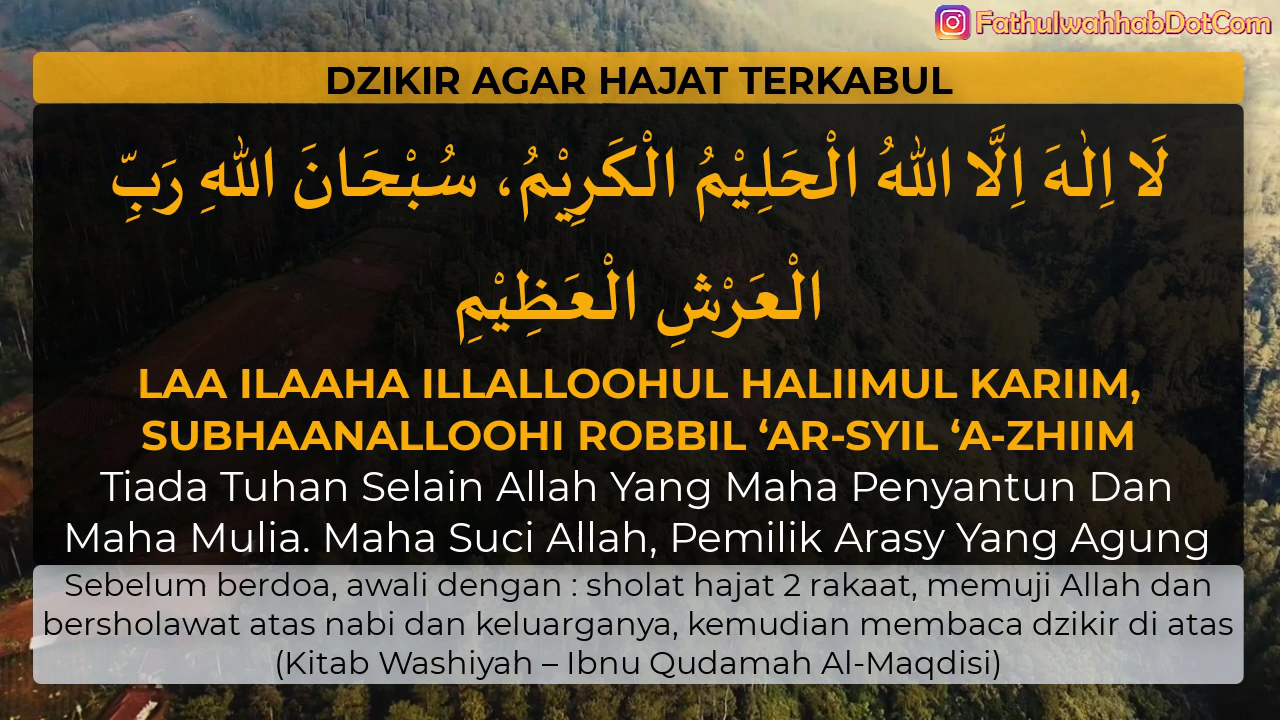 FathulwahhabDotCom
DZIKIR AGAR HAJAT TERKABUL
لَا اِلٰهَ اِلَّا اللهُ الْحَلِيْمُ الْكَرِيْمُ، سُبْحَانَ اللهِ رَبِّ
الْعَرْشِ الْعَظِيْمِ
LAA ILAAHA ILLALLOOHUL HALIIMUL KARIIM,
SUBHAANALLOOHI ROBBIL ‘AR-SYIL ‘A-ZHIIM
Tiada Tuhan Selain Allah Yang Maha Penyantun Dan
Maha Mulia. Maha Suci Allah, Pemilik Arasy Yang Agung
Sebelum berdoa, awali dengan : sholat hajat 2 rakaat, memuji Allah dan
bersholawat atas nabi dan keluarganya, kemudian membaca dzikir di atas
(Kitab Washiyah – Ibnu Qudamah Al-Maqdisi)